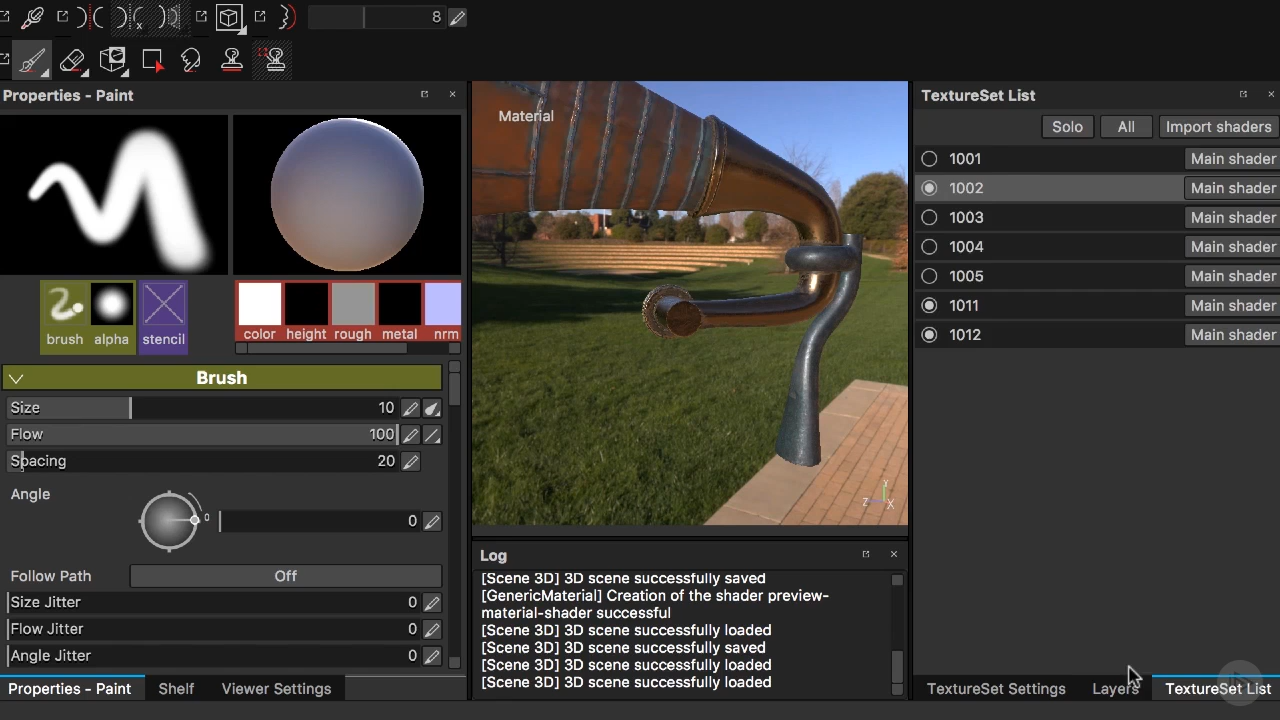 8
Properties - Paint
Material
TextureSet List
Solo
All
Import shaders
1001
Main shader
1002
Main shader
1003
Main shader
1004
Main shader
1005
Main shader
1011
Main shader
1012
Main shader
brush
alpha
stencil
color
height
rough
metal
nrm
Brush
Size
10
Flow
100
Spacing
20
Angle
0
0
Follow Path
Off
Size Jitter
0
Flow Jitter
0
Angle Jitter
0
Y
Z
X
Log
[Scene 3D] 3D scene successfully saved
[GenericMaterial] Creation of the shader preview-
material-shader successful
[Scene 3D] 3D scene successfully loaded
[Scene 3D] 3D scene successfully saved
[Scene 3D] 3D scene successfully loaded
[Scene 3D] 3D scene successfully loaded
Properties - Paint
Shelf
Viewer Settings
TextureSet Settings
Layers
TextureSet List